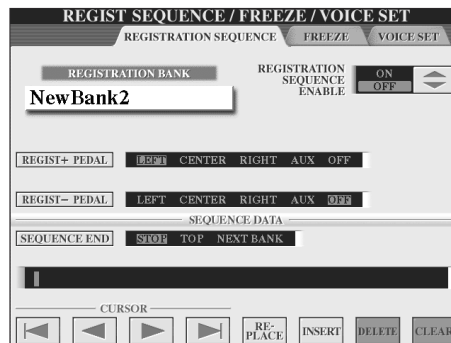 REGIST SEQUENCE / FREEZE / VOICE SET
REGISTRATION SEQUENCE FREEZE VOICE SET
REGISTRATION BANK
NewBank2
REGISTRATION
SEQUENCE
ENABLE
ON
OFF
REGIST+ PEDAL LEFT CENTER RIGHT AUX OFF
REGIST− PEDAL LEFT CENTER RIGHT AUX OFF
SEQUENCE DATA
SEQUENCE END STOP TOP NEXT BANK
CURSOR
RE-
PLACE
INSERT DELETE CLEAR